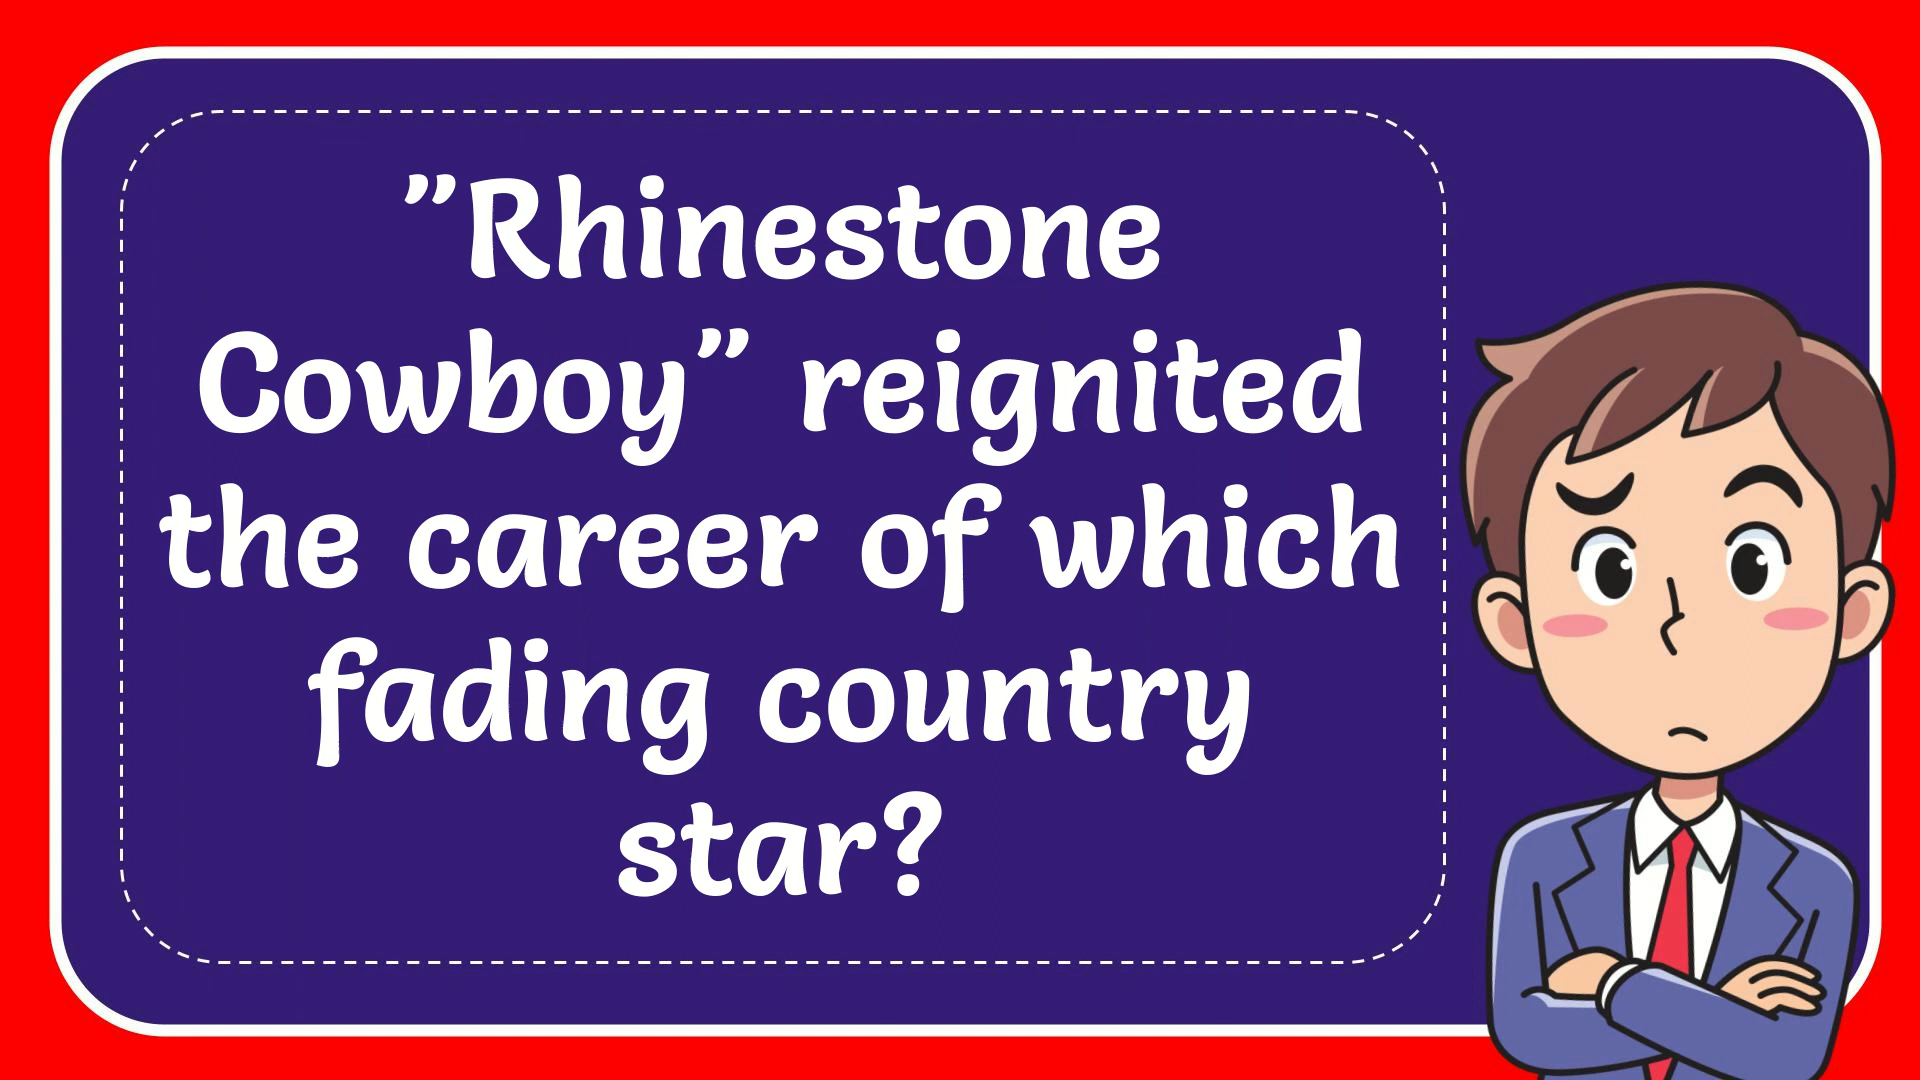 ”Rhinestone
Cowboy” reignited
the career of which
fading country
star?